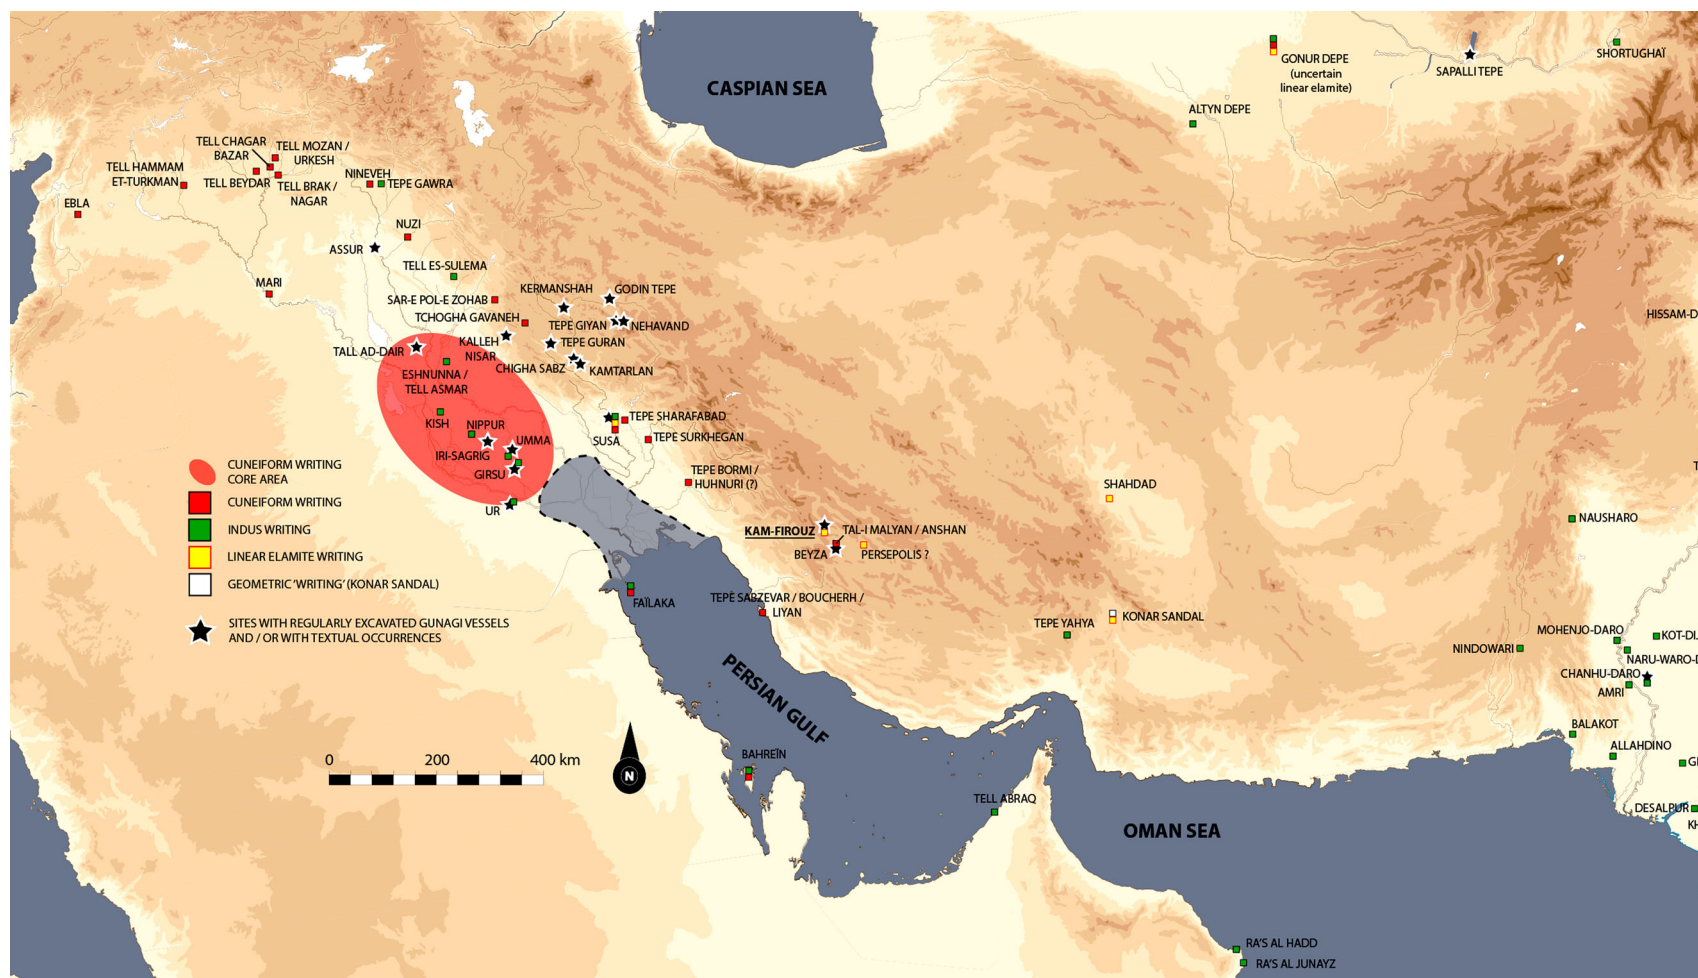 CASPIAN SEA
GONUR DEPE
(uncertain
linear elamite)
SAPALLITEPE
SHORTUGHAÏ
ALTYN DEPE
TELL CHAGAR
BAZAR
TELL MOZAN /
URKESH
TELL HAMMAM
ET-TURKMAN
TELL BEYDAR
TELL BRAK /
NAGAR
NINEVEH
TEPE GAWRA
EBLA
NUZI
ASSUR
TELL ES-SULEMA
MARI
SAR-E POL-E ZOHAB
KERMANSHAH
GODIN TEPE
TCHOGHA GAVANEH
TEPE GIYAN
NEHAVAND
HISSAM-D
TALL AD-DAIR
KALLEH
NISAR
TEPE GURAN
CHIGHA SABZ
KAMTARLAN
ESHNUNNA /
TELL ASMAR
KISH
NIPPUR
UMMA
IRI-SAGRIG
GIRSU
UR
TEPE SHARAFABAD
SUSA
TEPE SURKHEGAN
TEPE BORMI /
HUHNURI (?)
SHAHDAD
NAUSHARO
KAM-FIROUZ
TAL-I MALYAN / ANSHAN
BEYZA
PERSEPOLIS ?
CUNEIFORM WRITING
CORE AREA
CUNEIFORM WRITING
INDUS WRITING
LINEAR ELAMITE WRITING
GEOMETRIC 'WRITING' (KONAR SANDAL)
SITES WITH REGULARLY EXCAVATED GUNAGI VESSELS
AND / OR WITH TEXTUAL OCCURRENCES
FAÏLAKA
TEPE SABZEVAR / BOUCHERH /
LIYAN
TEPE YAHYA
KONAR SANDAL
NINDOWARI
MOHENJO-DARO
KOT-DIJ
NARU-WARO-D
CHANHU-DARO
AMRI
BALAKOT
ALLAHDINO
DESALPUR
KH
PERSIAN GULF
BAHREÏN
TELL ABRAQ
OMAN SEA
0 200 400 km
N
RA'S AL HADD
RA'S AL JUNAYZ